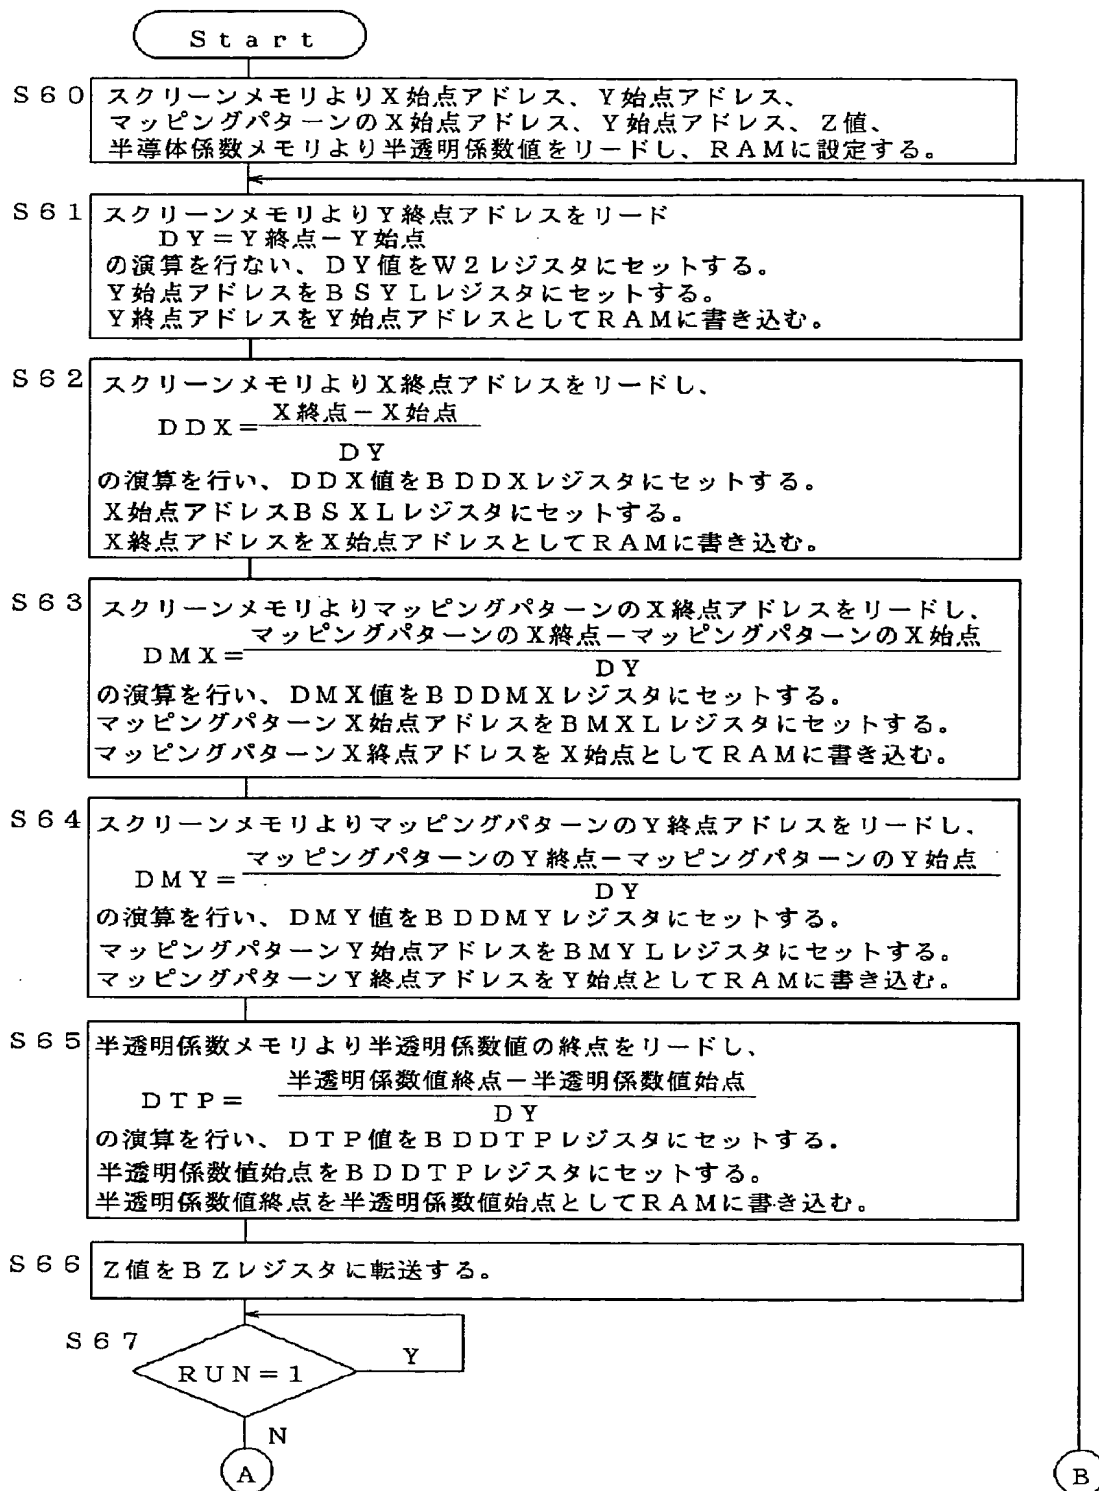 Start
S60 スクリーンメモリよりX始点アドレス、Y始点アドレス、
マッピングパターンのX始点アドレス、Y始点アドレス、Z値、
半導体係数メモリより半透明係数値をリードし、RAMに設定する。
S61 スクリーンメモリよりY終点アドレスをリード
DY=Y終点-Y始点
の演算を行ない、DY値をW2レジスタにセットする。
Y始点アドレスをBSYLレジスタにセットする。
Y終点アドレスをY始点アドレスとしてRAMに書き込む。
S62 スクリーンメモリよりX終点アドレスをリードし、
X終点-X始点
DDX=
DY
の演算を行い、DDX値をBDDXレジスタにセットする。
X始点アドレスBSXLレジスタにセットする。
X終点アドレスをX始点アドレスとしてRAMに書き込む。
S63 スクリーンメモリよりマッピングパターンのX終点アドレスをリードし、
マッピングパターンのX終点-マッピングパターンのX始点
DMX=
DY
の演算を行い、DMX値をBDDMXレジスタにセットする。
マッピングパターンX始点アドレスをBMXLレジスタにセットする。
マッピングパターンX終点アドレスをX始点としてRAMに書き込む。
S64 スクリーンメモリよりマッピングパターンのY終点アドレスをリードし、
マッピングパターンのY終点-マッピングパターンのY始点
DMY=
DY
の演算を行い、DMY値をBDDMYレジスタにセットする。
マッピングパターンY始点アドレスをBMYLレジスタにセットする。
マッピングパターンY終点アドレスをY始点としてRAMに書き込む。
S65 半透明係数メモリより半透明係数値の終点をリードし、
半透明係数値終点-半透明係数値始点
DTP=
DY
の演算を行い、DTP値をBDDTPレジスタにセットする。
半透明係数値始点をBDDTPレジスタにセットする。
半透明係数値終点を半透明係数値始点としてRAMに書き込む。
S66 Z値をBZレジスタに転送する。
S67
RUN=1
Y
N
A
B